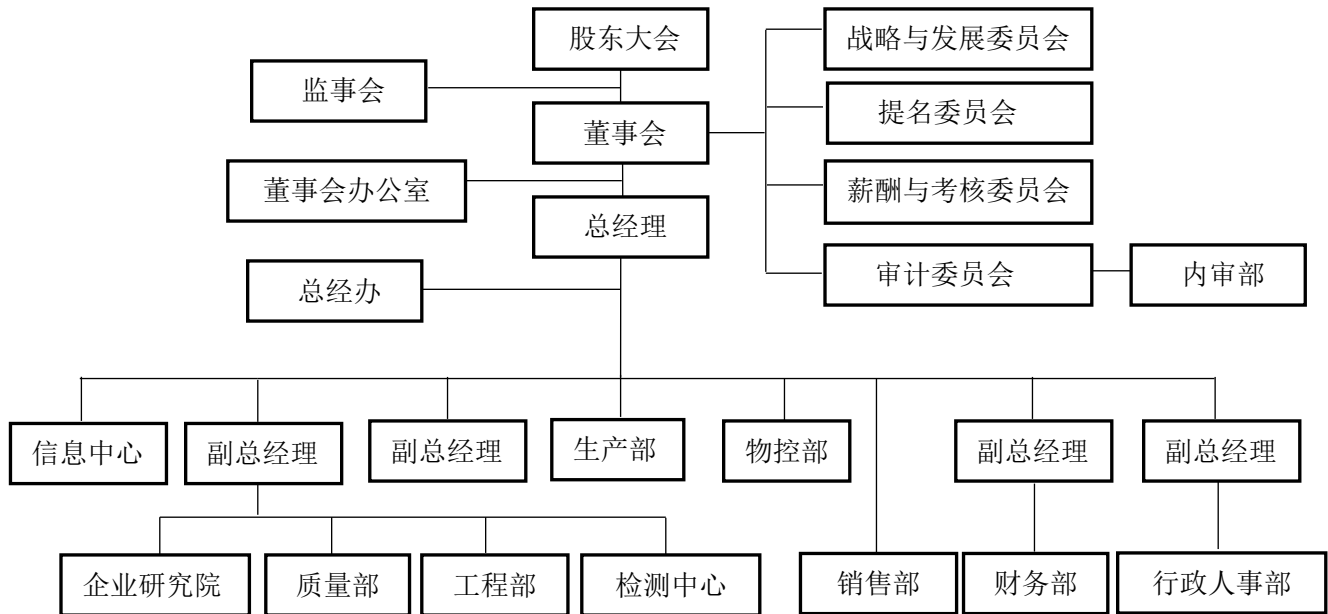 股东大会
战略与发展委员会
监事会
提名委员会
董事会
董事会办公室
薪酬与考核委员会
总经理
审计委员会
内审部
总经办
信息中心
副总经理
副总经理
生产部
物控部
副总经理
副总经理
企业研究院
质量部
工程部
检测中心
销售部
财务部
行政人事部